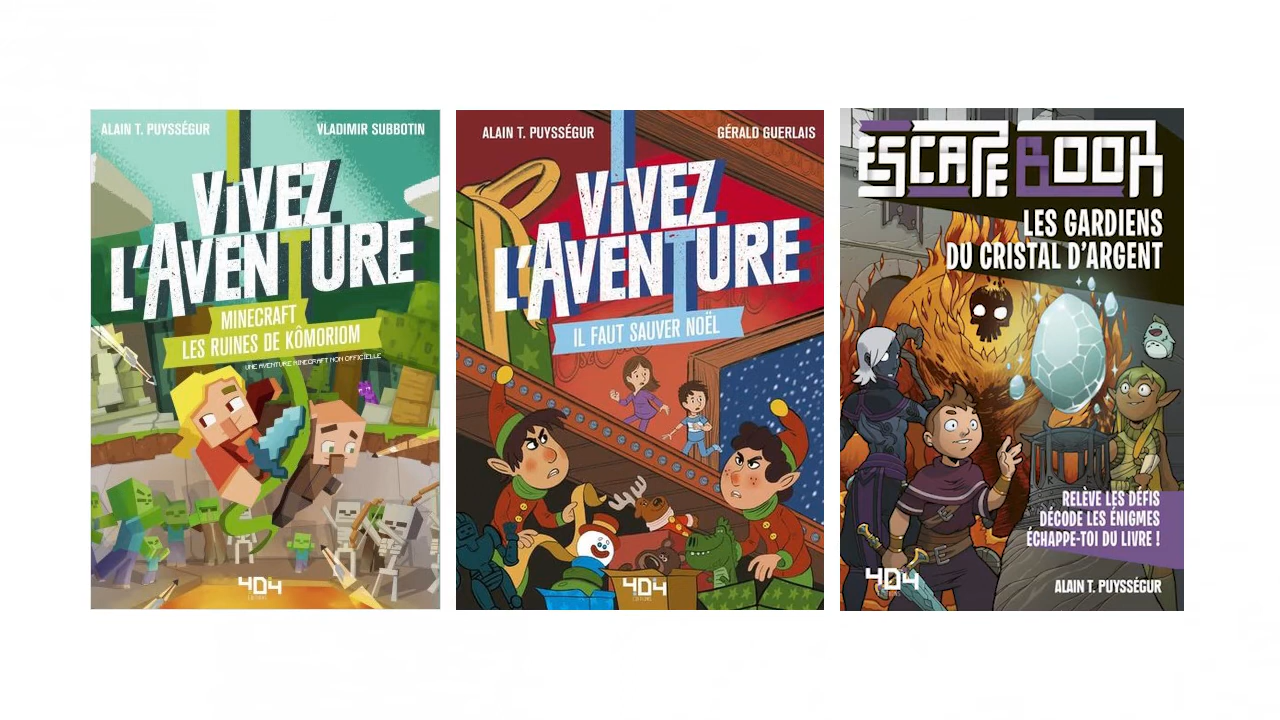 ALAIN T. PUYSSÉGUR
VLADIMIR SUBBOTIN
VIVEZ
L'AVENTURE
MINECRAFT
LES RUINES DE KÔMORIOM
UNE AVENTURE MINECRAFT NON OFFICIELLE
404
ÉDITIONS
ALAIN T. PUYSSÉGUR
GÉRALD GUERLAIS
VIVEZ
L'AVENTURE
IL FAUT SAUVER NOËL
404
ÉDITIONS
ESCAPE BOOK
LES GARDIENS
DU CRISTAL D'ARGENT
RELÈVE LES DÉFIS
DÉCODE LES ÉNIGMES
ÉCHAPPE-TOI DU LIVRE !
404
ALAIN T. PUYSSÉGUR